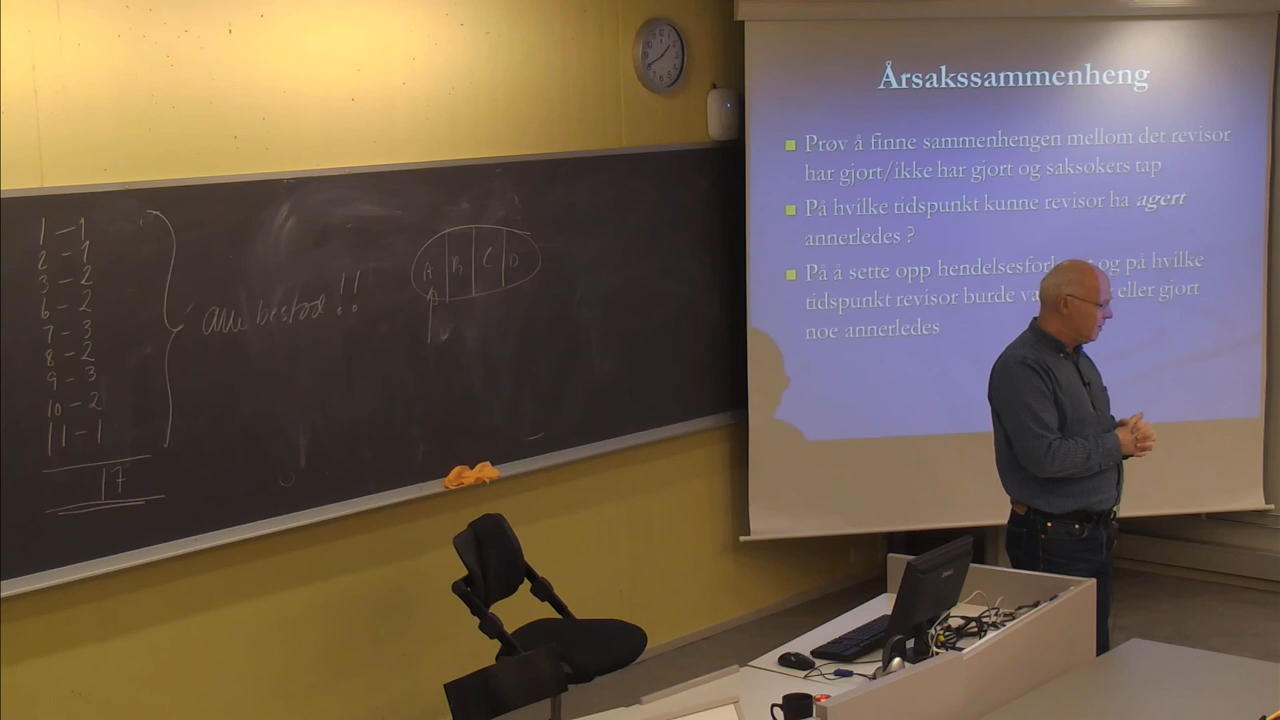 1 - 1
2 - 1
3 - 2
6 - 2
7 - 3
8 - 2
9 - 3
10 - 2
11 - 1
17
alle bestod !!
A B C D
Årsakssammenheng
Prøv å finne sammenhengen mellom det revisor
har gjort/ikke har gjort og saksøkers tap
På hvilke tidspunkt kunne revisor ha agert
annerledes ?
På å sette opp hendelsesforl og på hvilke
tidspunkt revisor burde eller gjort
noe annerledes